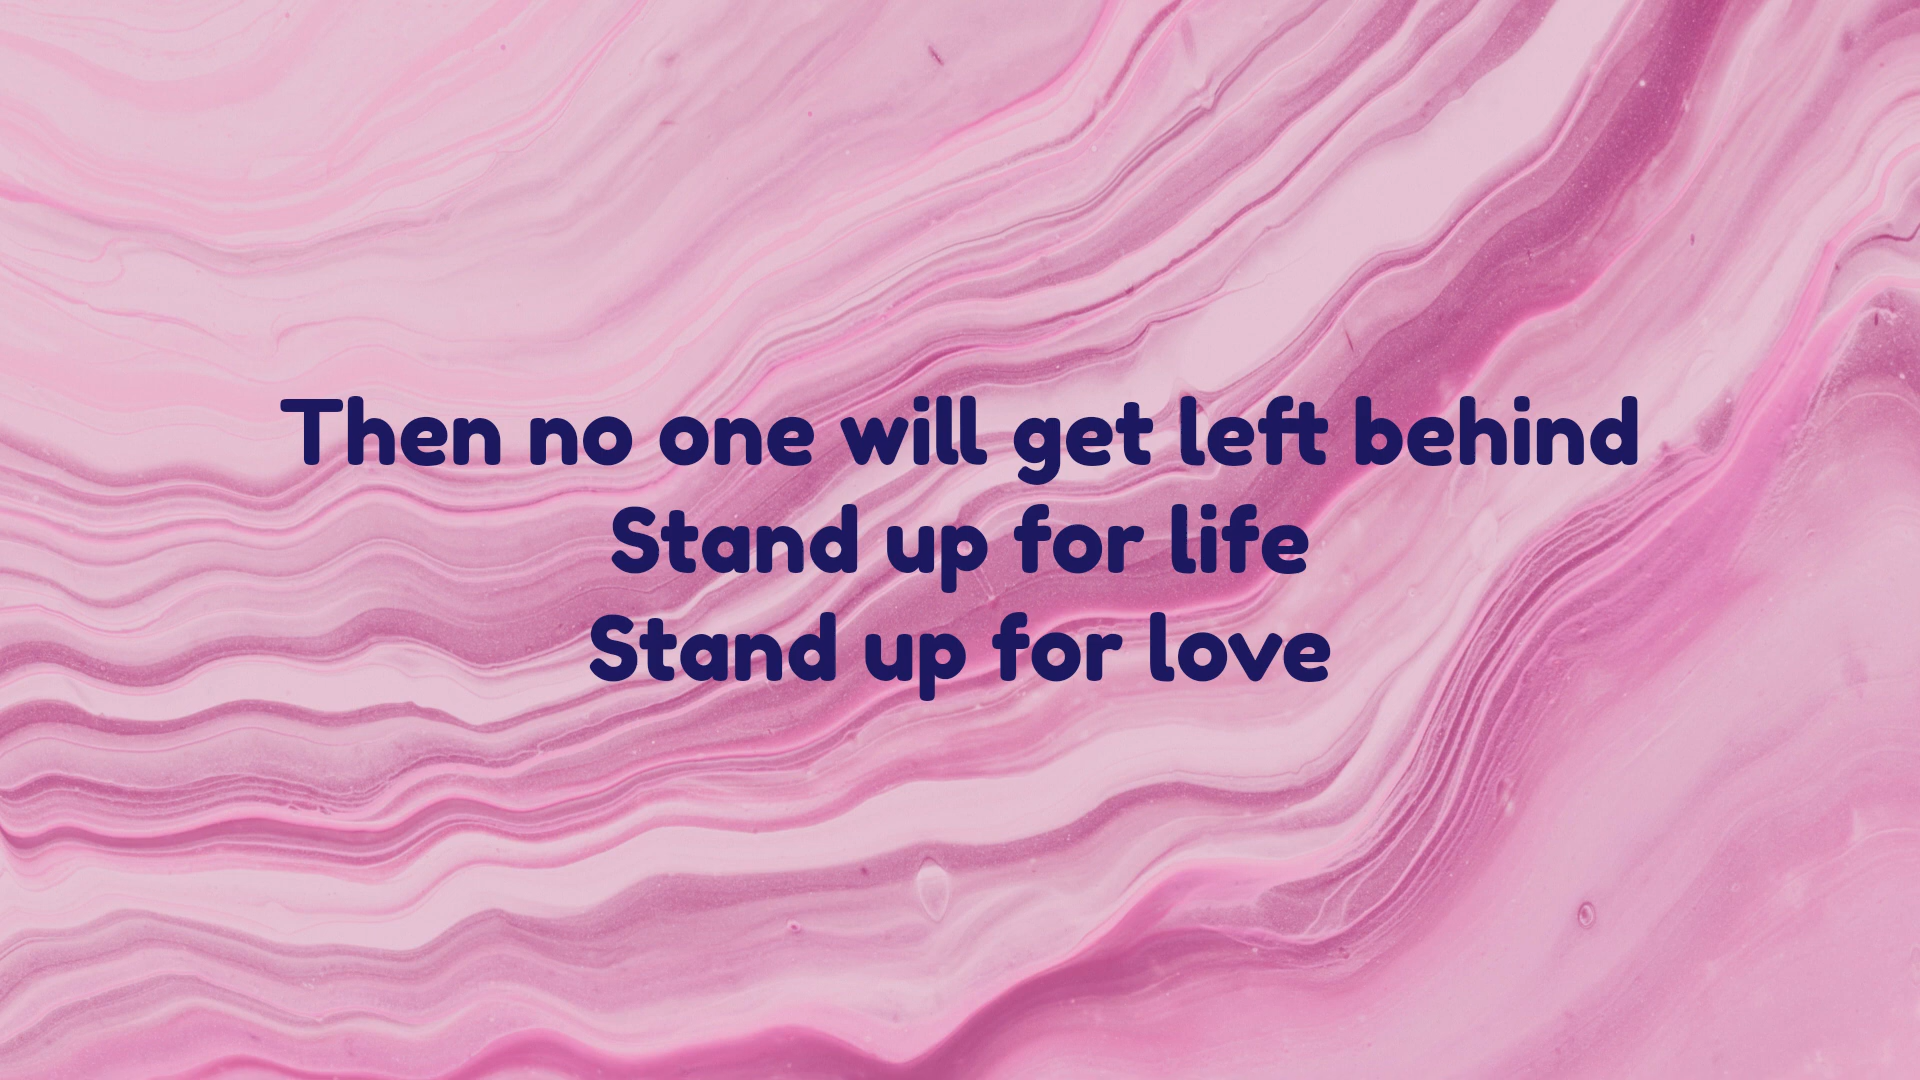 Then no one will get left behind
Stand up for life
Stand up for love